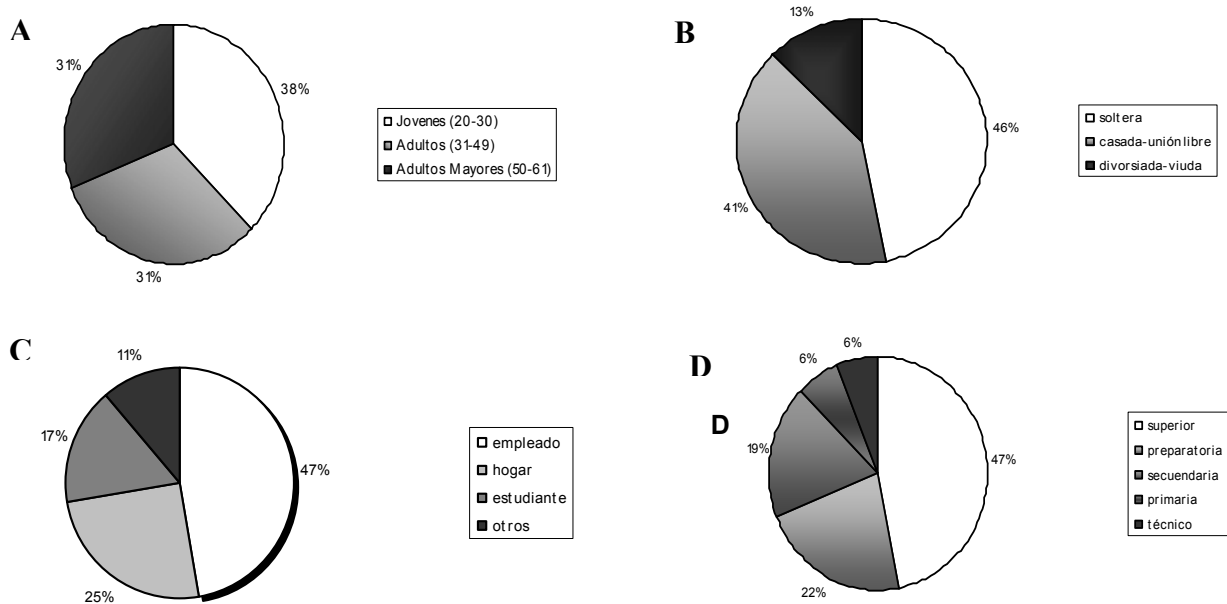 A
31%
38%
31%
Jovenes (20-30)
Adultos (31-49)
Adultos Mayores (50-61)
B
13%
46%
41%
soltera
casada-unión libre
divorsiada-viuda
C
11%
17%
47%
25%
empleado
hogar
estudiante
otros
D
D
6%
6%
19%
47%
22%
superior
preparatoria
secuendaria
primaria
técnico